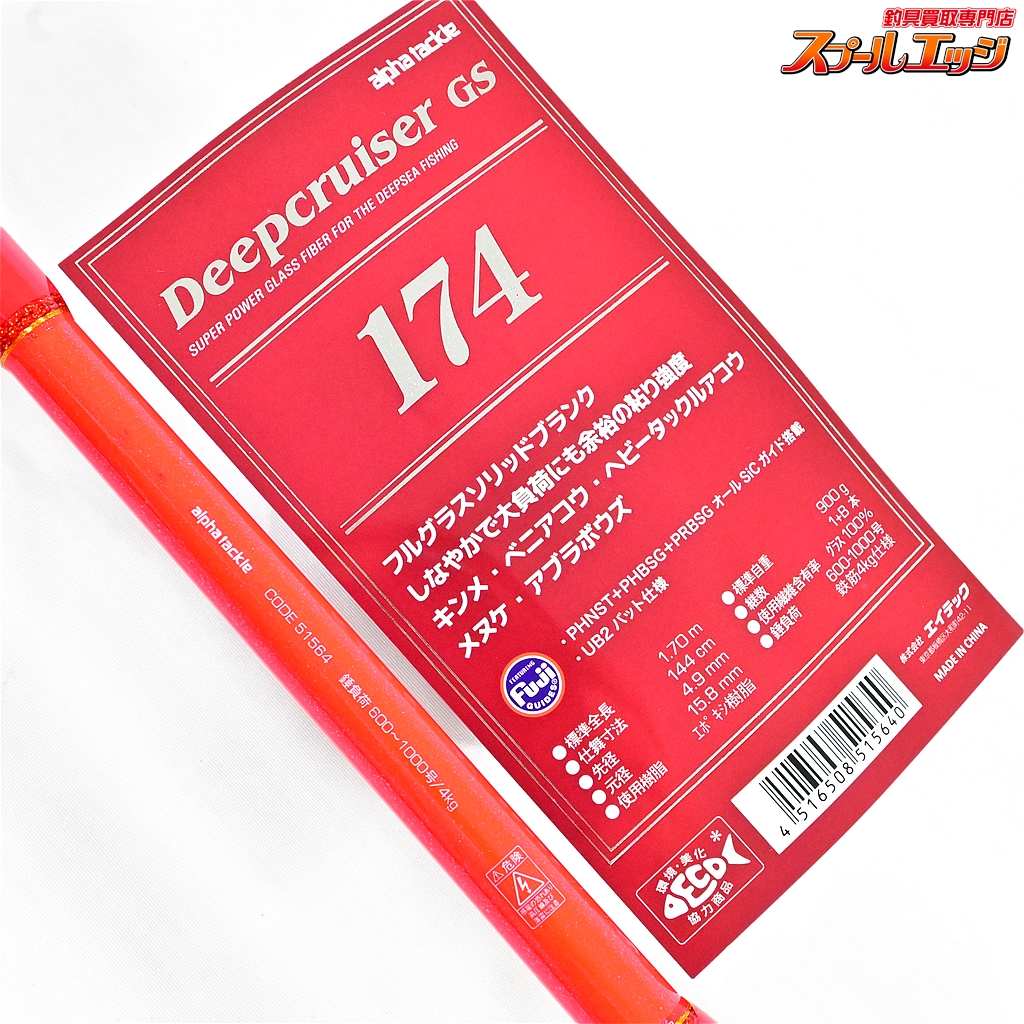 釣具買取専門店
スプールエッジ
alpha tackle
Deepcruiser GS
SUPER POWER GLASS FIBER FOR THE DEEPSEA FISHING
174
フルグラスソリッドブランク
しなやかで大負荷にも余裕の粘り強度
キンメ・ベニアコウ・ヘビータックルアコウ
メヌケ・アブラボウズ
・PHNST+PHBSG+PRBSG オール SiC ガイド搭載
・UB2 バット仕様
FEATURING
Fuji
GUIDES
●標準全長 1.70 m
●仕舞寸法 144 cm
●先径 4.9 mm
●元径 15.8 mm
●使用樹脂 エポキシ樹脂
●標準自重 900 g
●継数 1+B 本
●使用繊維含有率 グラス 100%
●錘負荷 600-1000号
鉄筋4kg仕様
株式会社 エイテック
MADE IN CHINA
4 516508 515640
環境・美化
ECO
協力商品
alpha tackle
CODE 51564
錘負荷 600〜1000号/4kg
危険